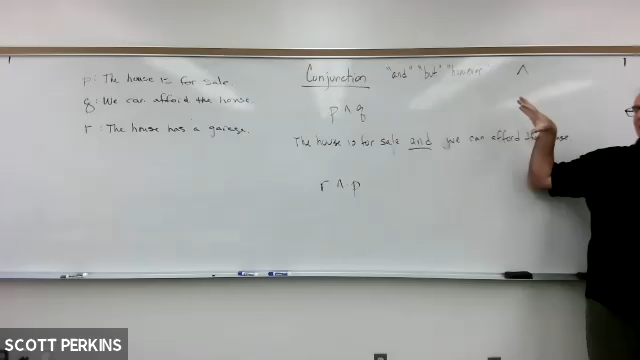 p: The house is for sale.
q: We can afford the house.
r: The house has a garage.
Conjunction "and" "but" "however" ∧
p ∧ q
The house is for sale and we can afford the
r ∧ p
SCOTT PERKINS